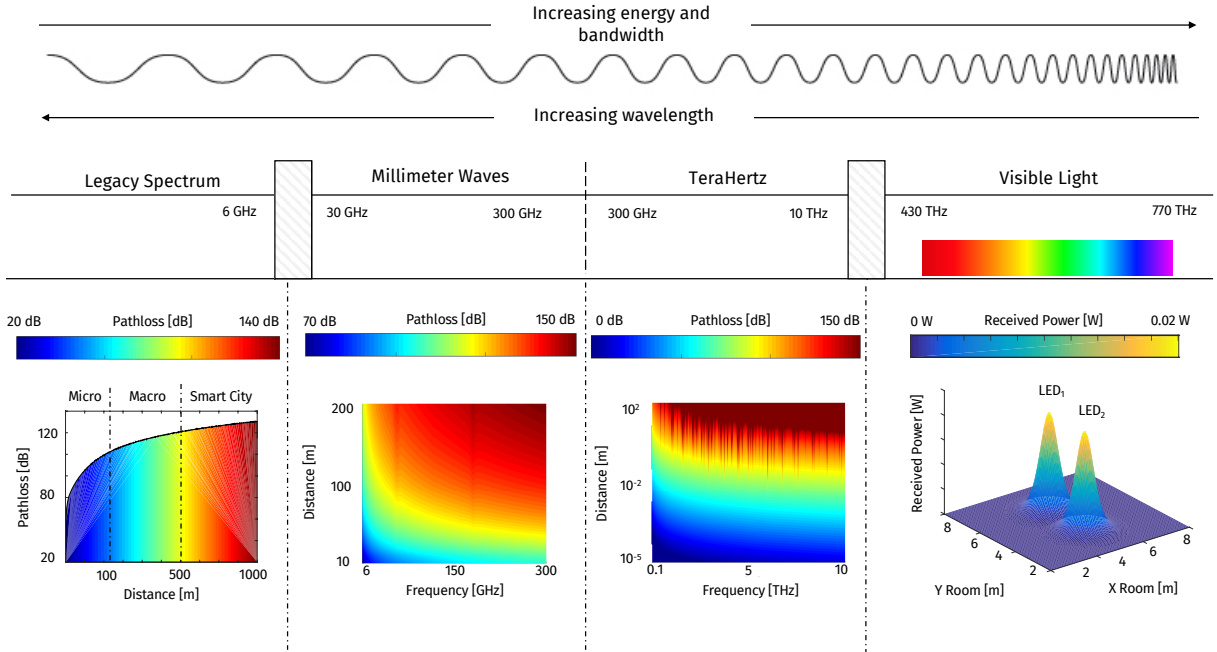 Increasing energy and
bandwidth
Increasing wavelength
Legacy Spectrum
Millimeter Waves
TeraHertz
Visible Light
6 GHz
30 GHz
300 GHz
300 GHz
10 THz
430 THz
770 THz
20 dB
Pathloss [dB]
140 dB
70 dB
Pathloss [dB]
150 dB
0 dB
Pathloss [dB]
150 dB
0 W
Received Power [W]
0.02 W
Micro
Macro
Smart City
Pathloss [dB]
120
80
20
100
500
1000
Distance [m]
Distance [m]
200
100
10
6
150
300
Frequency [GHz]
Distance [m]
10²
10⁻²
10⁻⁵
0.1
5
10
Frequency [THz]
Received Power [W]
LED₁
LED₂
8
6
4
2
2
4
6
8
Y Room [m]
X Room [m]